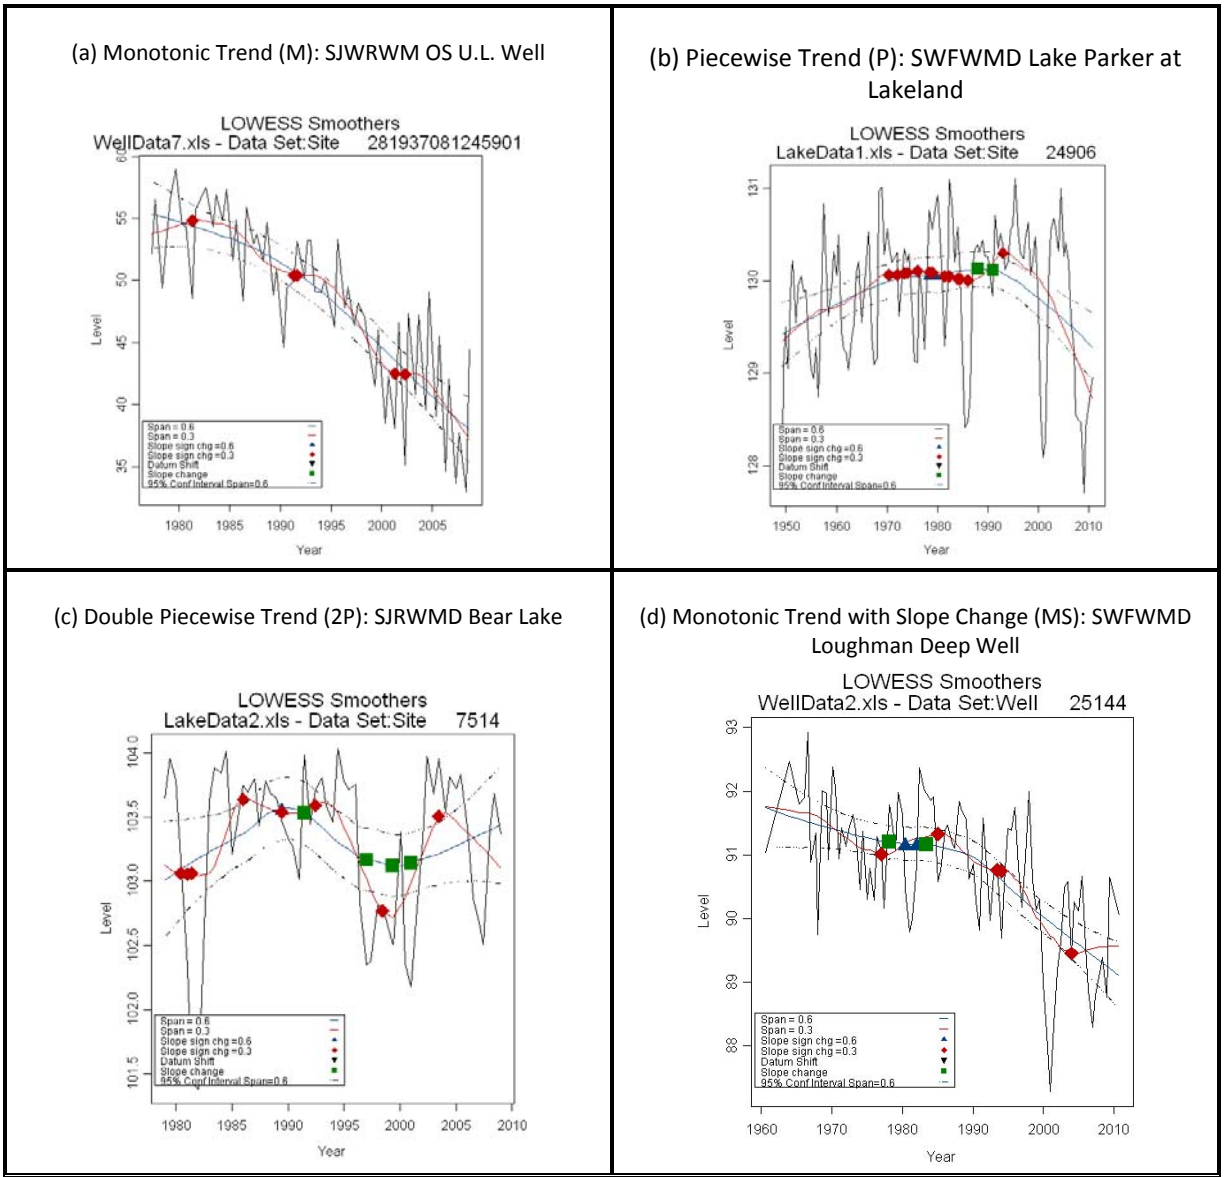 (a) Monotonic Trend (M): SJWRWM OS U.L. Well
LOWESS Smoothers
WellData7.xls - Data Set:Site 281937081245901
60
55
50
45
40
35
Level
Span = 0.6
Span = 0.3
Slope sign chg =0.6
Slope sign chg =0.3
Datum Shift
Slope change
95% Conf Interval Span=0.6
1980 1985 1990 1995 2000 2005
Year
(b) Piecewise Trend (P): SWFWMD Lake Parker at
Lakeland
LOWESS Smoothers
LakeData1.xls - Data Set:Site 24906
131
130
129
128
Level
Span = 0.6
Span = 0.3
Slope sign chg =0.6
Slope sign chg =0.3
Datum Shift
Slope change
95% Conf Interval Span=0.6
1950 1960 1970 1980 1990 2000 2010
Year
(c) Double Piecewise Trend (2P): SJRWMD Bear Lake
LOWESS Smoothers
LakeData2.xls - Data Set:Site 7514
104.0
103.5
103.0
102.5
102.0
101.5
Level
Span = 0.6
Span = 0.3
Slope sign chg =0.6
Slope sign chg =0.3
Datum Shift
Slope change
95% Conf Interval Span=0.6
1980 1985 1990 1995 2000 2005 2010
Year
(d) Monotonic Trend with Slope Change (MS): SWFWMD
Loughman Deep Well
LOWESS Smoothers
WellData2.xls - Data Set:Well 25144
93
92
91
90
89
88
Level
Span = 0.6
Span = 0.3
Slope sign chg =0.6
Slope sign chg =0.3
Datum Shift
Slope change
95% Conf Interval Span=0.6
1960 1970 1980 1990 2000 2010
Year